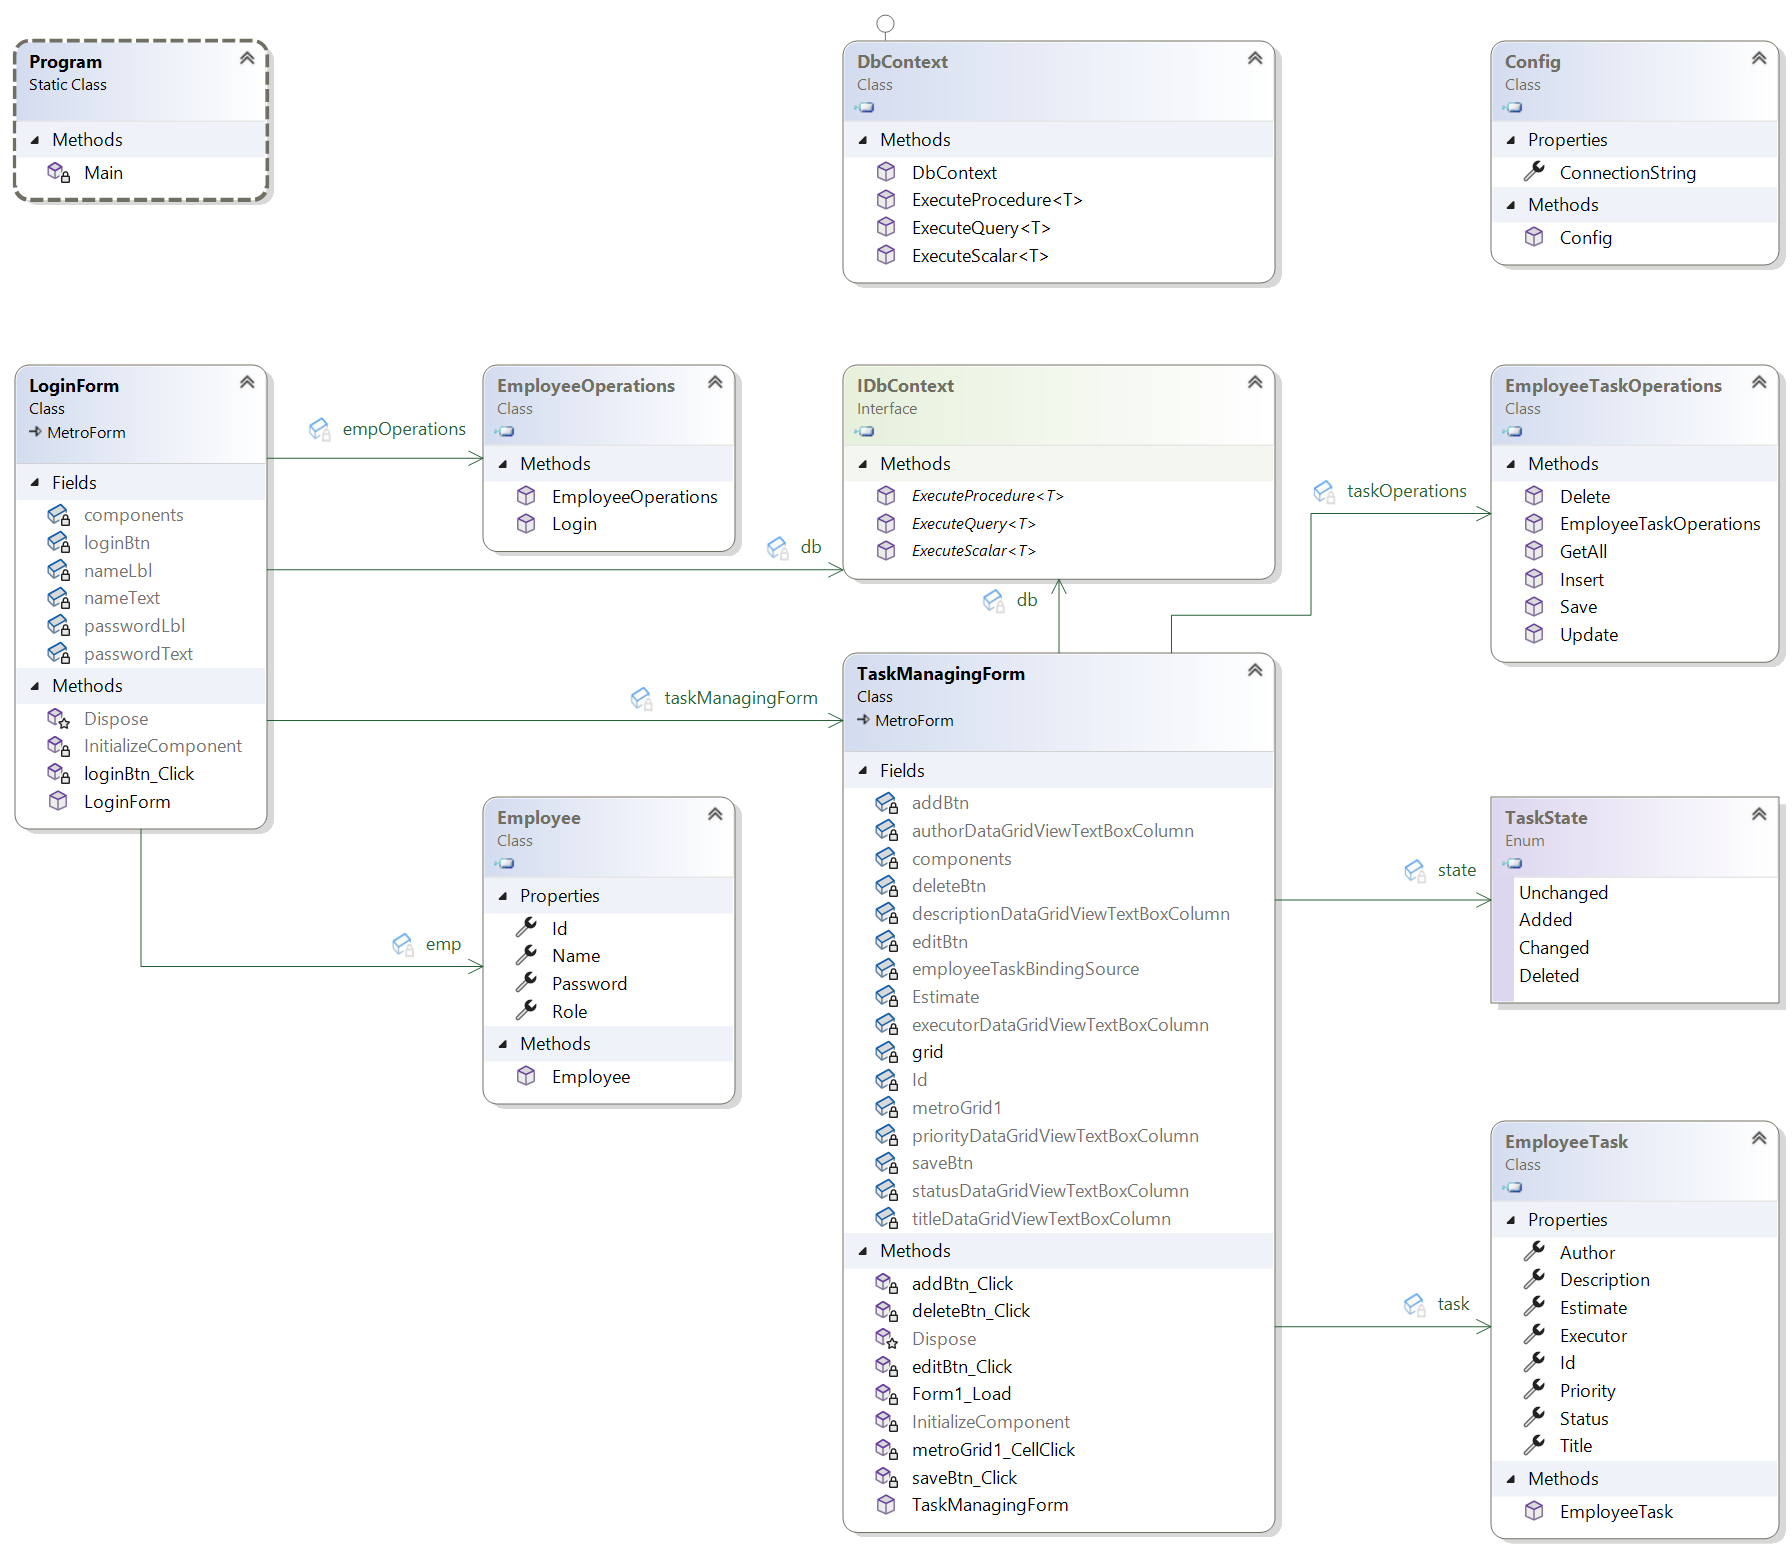 Program
Static Class
Methods
Main
DbContext
Class
Methods
DbContext
ExecuteProcedure<T>
ExecuteQuery<T>
ExecuteScalar<T>
Config
Class
Properties
ConnectionString
Methods
Config
LoginForm
Class
MetroForm
Fields
components
loginBtn
nameLbl
nameText
passwordLbl
passwordText
Methods
Dispose
InitializeComponent
loginBtn_Click
LoginForm
empOperations
EmployeeOperations
Class
Methods
EmployeeOperations
Login
db
IDbContext
Interface
Methods
ExecuteProcedure<T>
ExecuteQuery<T>
ExecuteScalar<T>
db
taskOperations
EmployeeTaskOperations
Class
Methods
Delete
EmployeeTaskOperations
GetAll
Insert
Save
Update
taskManagingForm
TaskManagingForm
Class
MetroForm
Fields
addBtn
authorDataGridViewTextBoxColumn
components
deleteBtn
descriptionDataGridViewTextBoxColumn
editBtn
employeeTaskBindingSource
Estimate
executorDataGridViewTextBoxColumn
grid
Id
metroGrid1
priorityDataGridViewTextBoxColumn
saveBtn
statusDataGridViewTextBoxColumn
titleDataGridViewTextBoxColumn
Methods
addBtn_Click
deleteBtn_Click
Dispose
editBtn_Click
Form1_Load
InitializeComponent
metroGrid1_CellClick
saveBtn_Click
TaskManagingForm
emp
Employee
Class
Properties
Id
Name
Password
Role
Methods
Employee
state
TaskState
Enum
Unchanged
Added
Changed
Deleted
task
EmployeeTask
Class
Properties
Author
Description
Estimate
Executor
Id
Priority
Status
Title
Methods
EmployeeTask